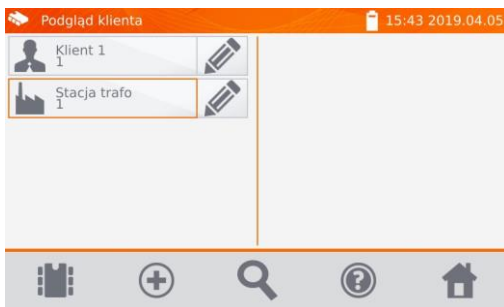 Podgląd klienta
15:43 2019.04.05
Klient 1
1
Stacja trafo
1